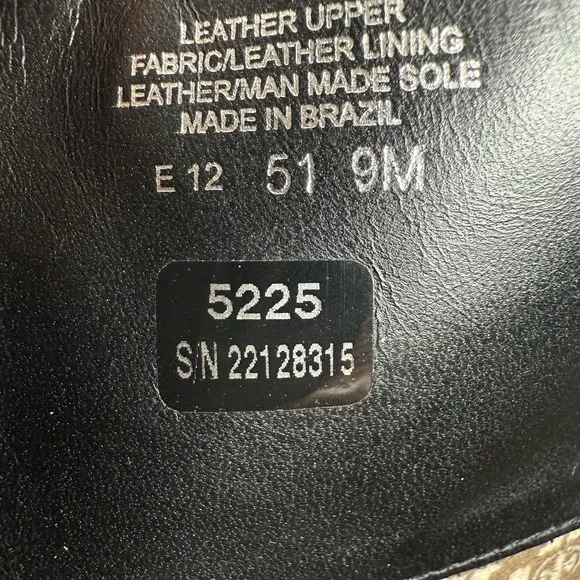 LEATHER UPPER
FABRIC/LEATHER LINING
LEATHER/MAN MADE SOLE
MADE IN BRAZIL
E 12 51 9M
5225
S/N 22128315